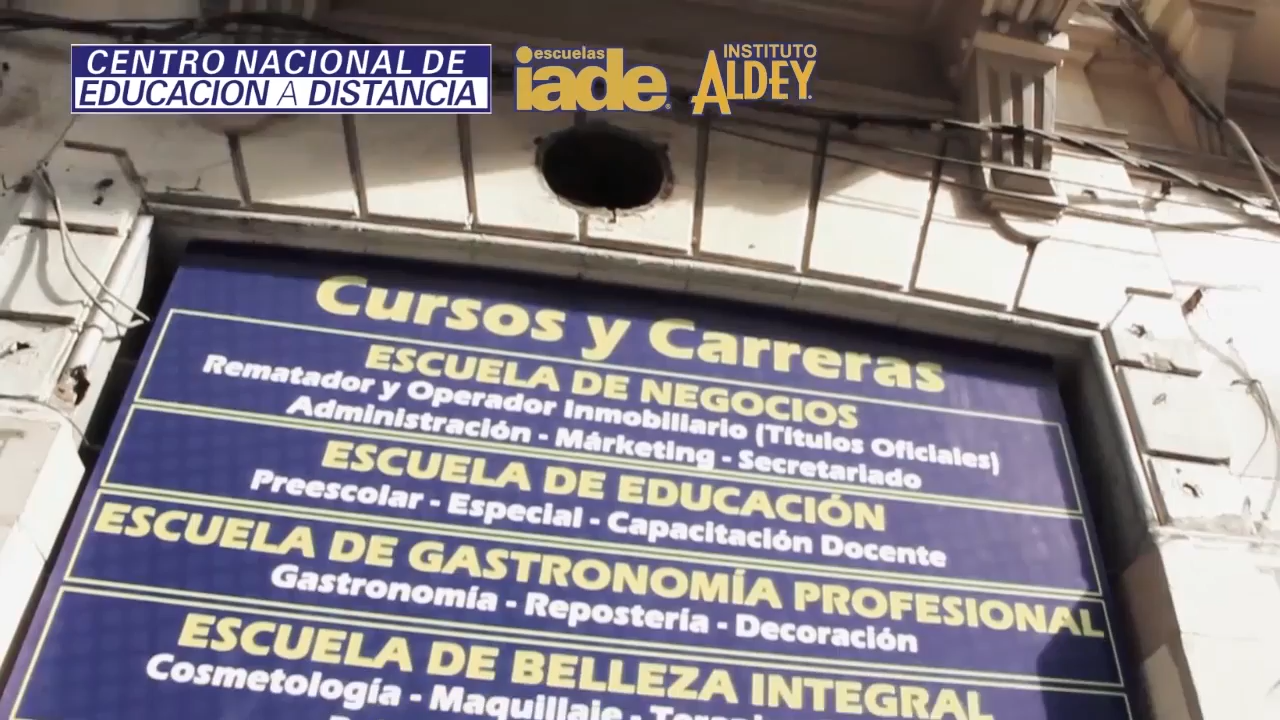 CENTRO NACIONAL DE
EDUCACION A DISTANCIA
escuelas
iade®
INSTITUTO
ALDEY®
Cursos y Carreras
ESCUELA DE NEGOCIOS
Rematador y Operador Inmobiliario (Títulos Oficiales)
Administración - Márketing - Secretariado
ESCUELA DE EDUCACIÓN
Preescolar - Especial - Capacitación Docente
ESCUELA DE GASTRONOMÍA PROFESIONAL
Gastronomia - Repostería - Decoración
ESCUELA DE BELLEZA INTEGRAL
Cosmetología - Maquillaje -